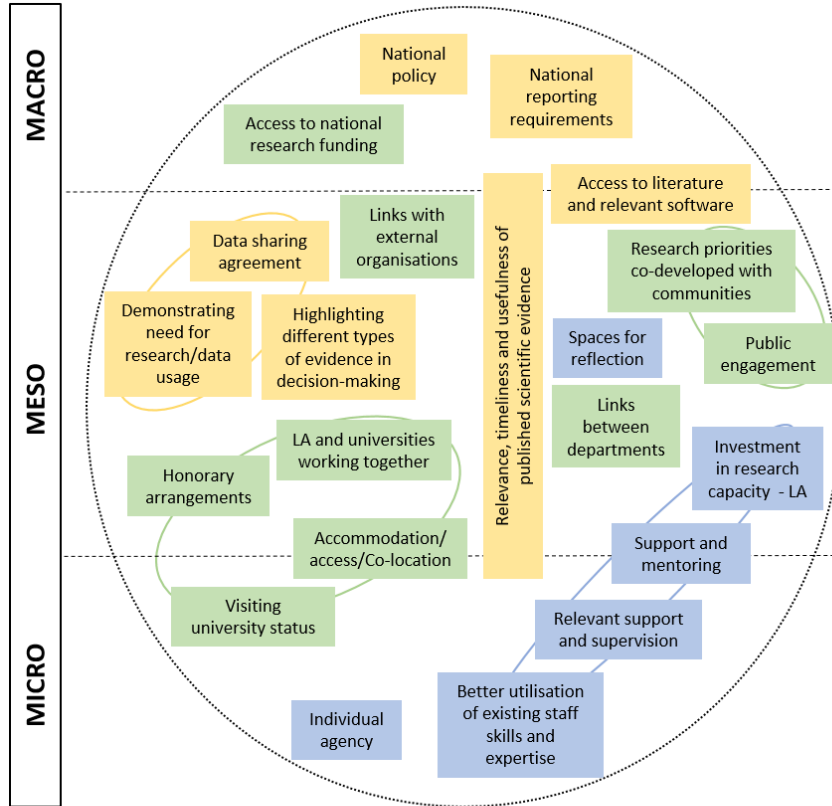 MACRO
National
policy
National
reporting
requirements
Access to national
research funding
MESO
Access to literature
and relevant software
Links with
external
organisations
Data sharing
agreement
Demonstrating
need for
research/data
usage
Highlighting
different types
of evidence in
decision-making
Relevance, timeliness and usefulness of
published scientific evidence
Research priorities
co-developed with
communities
Spaces for
reflection
Public
engagement
Links
between
departments
LA and universities
working together
Honorary
arrangements
Investment
in research
capacity - LA
Accommodation/
access/Co-location
Support and
mentoring
MICRO
Visiting
university status
Relevant support
and supervision
Individual
agency
Better utilisation
of existing staff
skills and
expertise